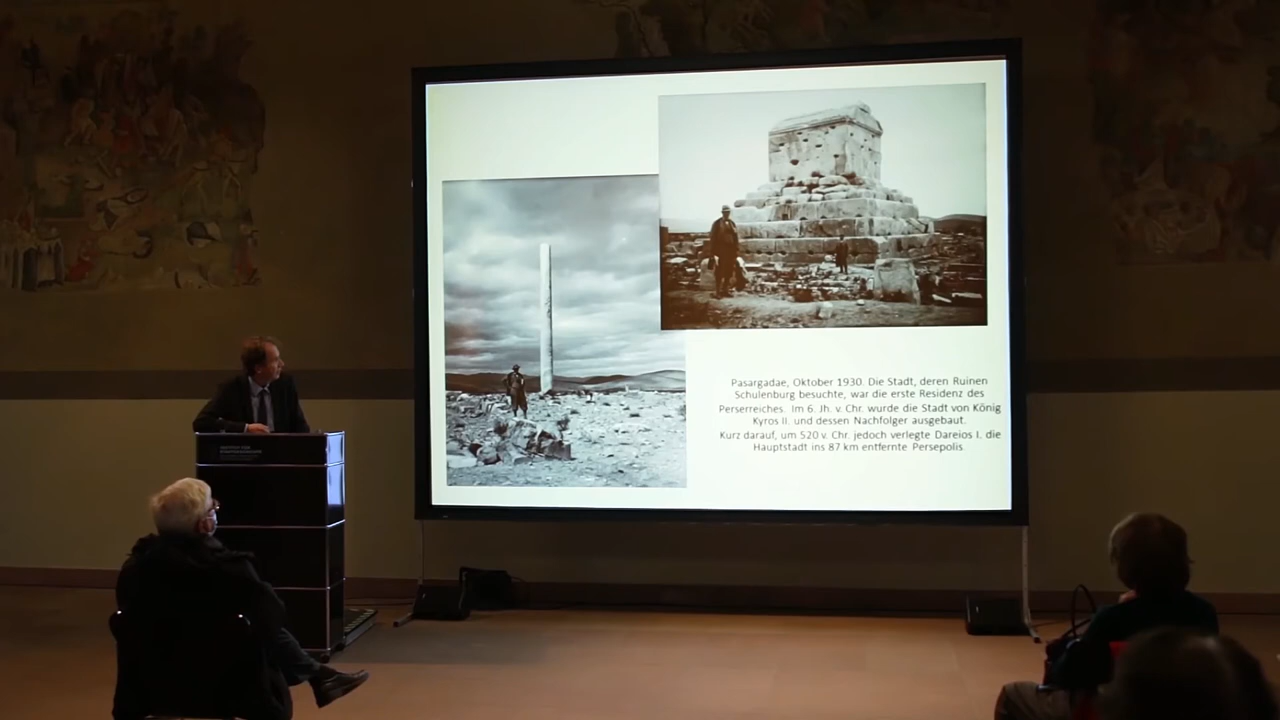 Pasargadae, Oktober 1930. Die Stadt, deren Ruinen
Schulenburg besuchte, war die erste Residenz des
Perserreiches. Im 6. Jh. v. Chr. wurde die Stadt von König
Kyros II. und dessen Nachfolger ausgebaut.
Kurz darauf, um 520 v. Chr. jedoch verlegte Dareios I. die
Hauptstadt ins 87 km entfernte Persepolis.
INSTITUT FÜR